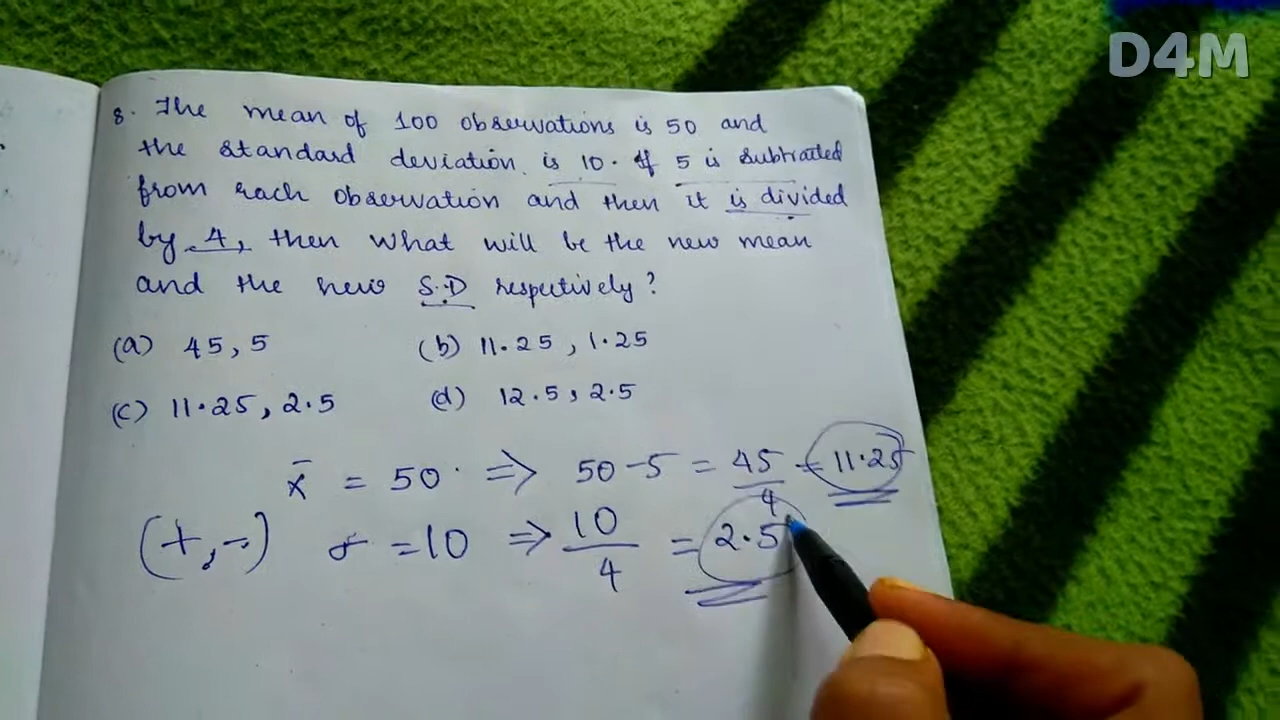 D4M
8. The mean of 100 observations is 50 and
the standard deviation is 10. If 5 is subtracted
from each observation and then it is divided
by 4, then what will be the new mean
and the new S.D respectively?
(a) 45, 5 (b) 11.25, 1.25
(c) 11.25, 2.5 (d) 12.5, 2.5
x̄ = 50 ⇒ 50 - 5 = 45/4 = 11.25
(+, -) σ = 10 ⇒ 10/4 = 2.5